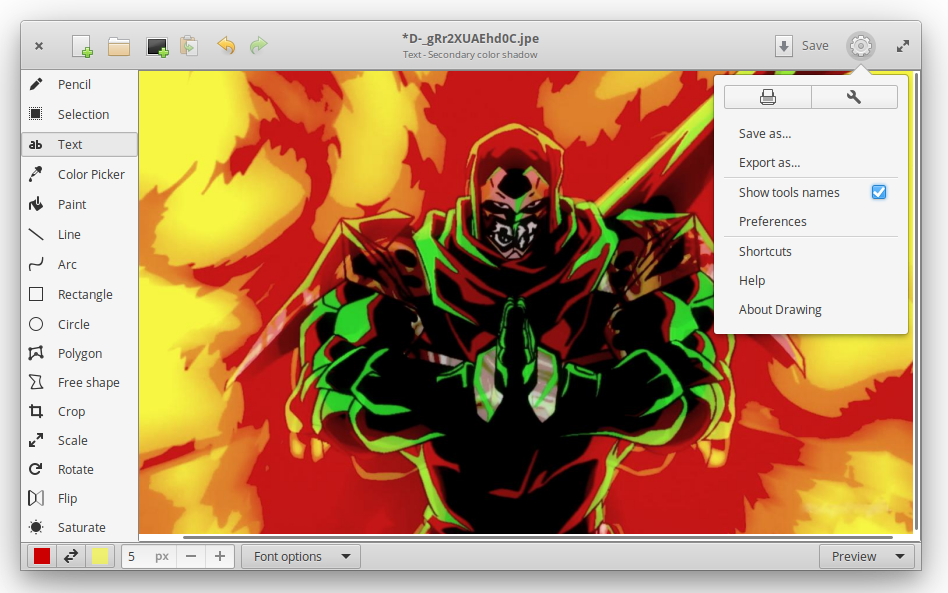 *D-_gRr2XUAEhd0C.jpe
Text - Secondary color shadow
Save
Pencil
Selection
ab Text
Color Picker
Paint
Line
Arc
Rectangle
Circle
Polygon
Free shape
Crop
Scale
Rotate
Flip
Saturate
Save as...
Export as...
Show tools names
Preferences
Shortcuts
Help
About Drawing
5 px
Font options
Preview